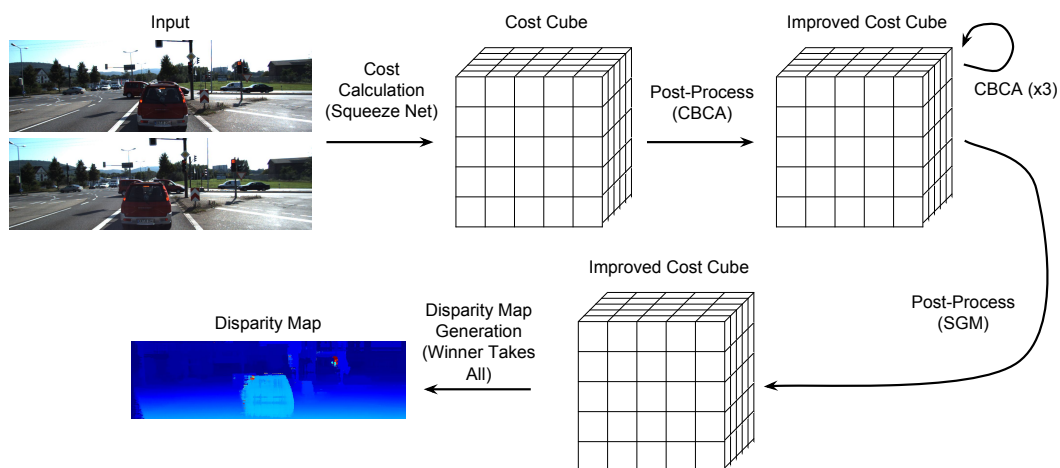 Input
Cost
Calculation
(Squeeze Net)
Cost Cube
Post-Process
(CBCA)
Improved Cost Cube
CBCA (x3)
Post-Process
(SGM)
Improved Cost Cube
Disparity Map
Generation
(Winner Takes
All)
Disparity Map